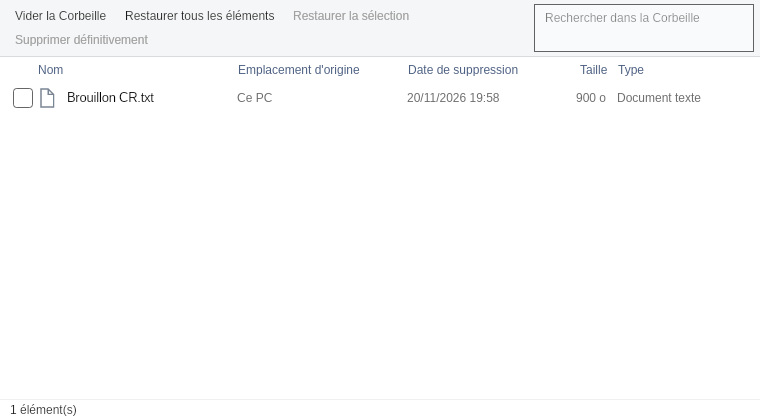 Vider la Corbeille Restaurer tous les éléments Restaurer la sélection
Supprimer définitivement
Rechercher dans la Corbeille
Nom Emplacement d'origine Date de suppression Taille Type
Brouillon CR.txt Ce PC 20/11/2026 19:58 900 o Document texte
1 élément(s)